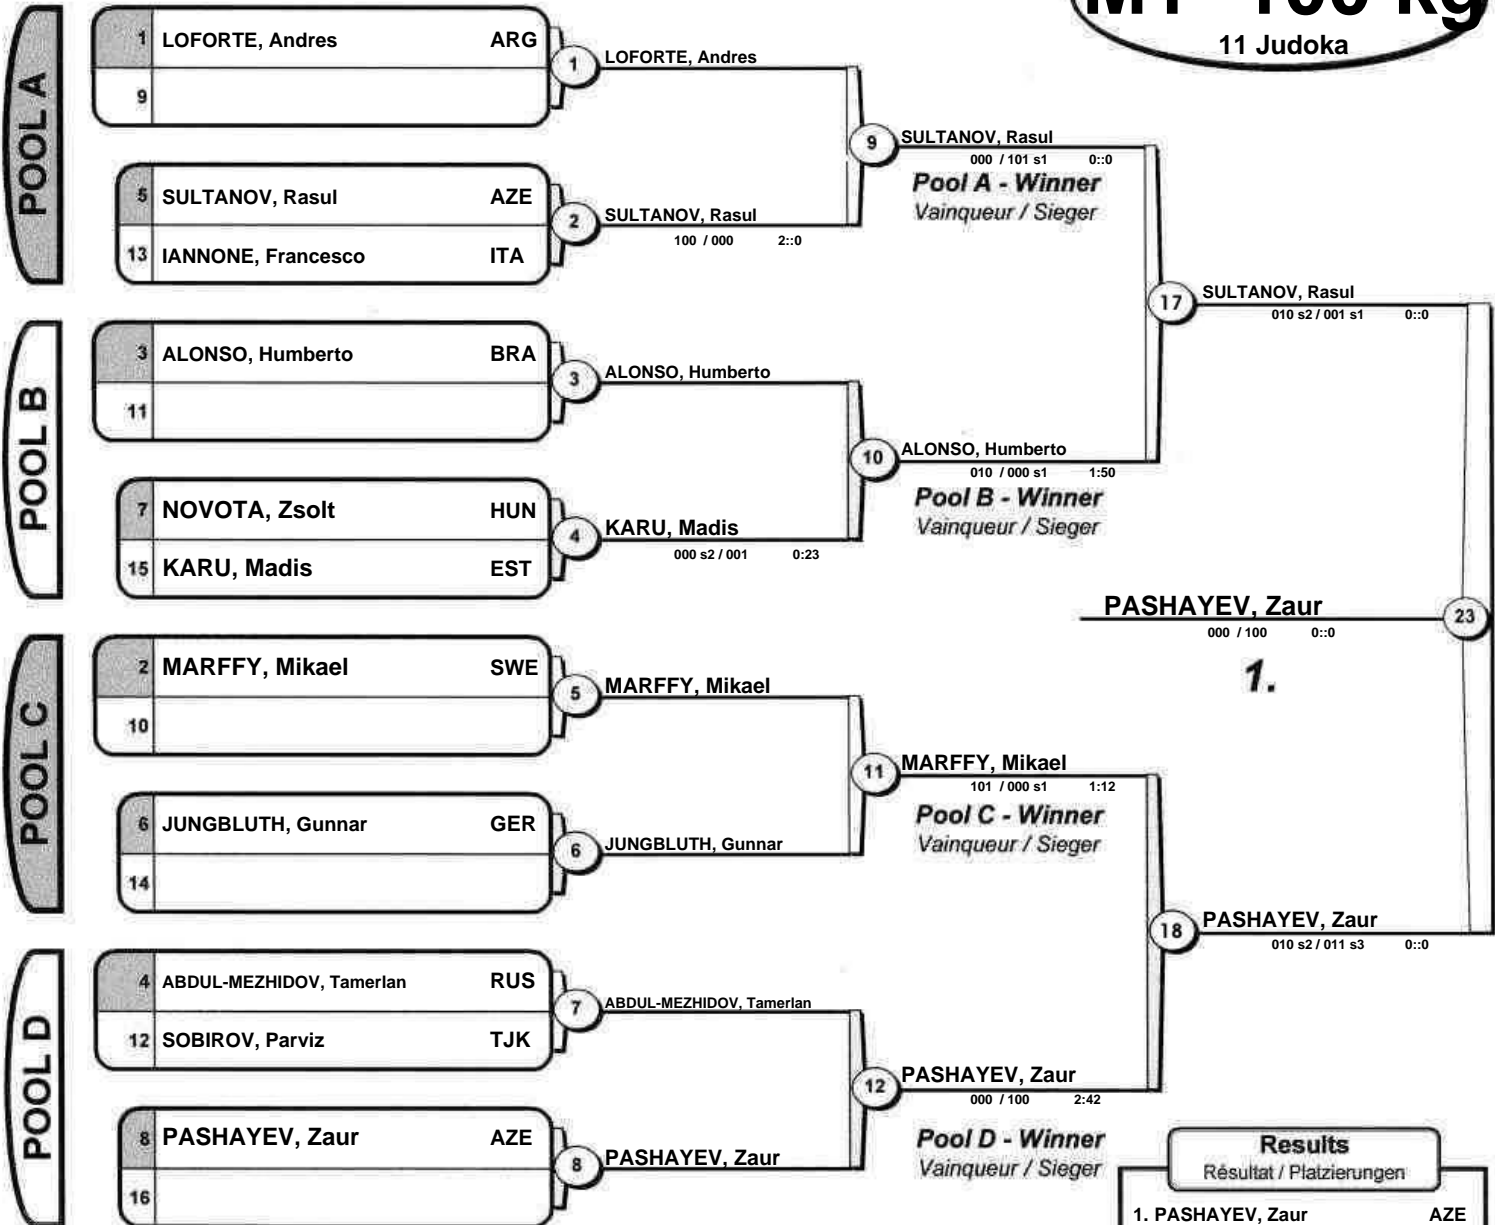 M1 -100 kg
11 Judoka
POOL A
1 LOFORTE, Andres ARG
9
1
LOFORTE, Andres
5 SULTANOV, Rasul AZE
13 IANNONE, Francesco ITA
2
SULTANOV, Rasul
100 / 000 2::0
9
SULTANOV, Rasul
000 / 101 s1 0::0
Pool A - Winner
Vainqueur / Sieger
POOL B
3 ALONSO, Humberto BRA
11
3
ALONSO, Humberto
7 NOVOTA, Zsolt HUN
15 KARU, Madis EST
4
KARU, Madis
000 s2 / 001 0:23
10
ALONSO, Humberto
010 / 000 s1 1:50
Pool B - Winner
Vainqueur / Sieger
17
SULTANOV, Rasul
010 s2 / 001 s1 0::0
PASHAYEV, Zaur
000 / 100 0::0
23
1.
POOL C
2 MARFFY, Mikael SWE
10
5
MARFFY, Mikael
6 JUNGBLUTH, Gunnar GER
14
6
JUNGBLUTH, Gunnar
11
MARFFY, Mikael
101 / 000 s1 1:12
Pool C - Winner
Vainqueur / Sieger
18
PASHAYEV, Zaur
010 s2 / 011 s3 0::0
POOL D
4 ABDUL-MEZHIDOV, Tamerlan RUS
12 SOBIROV, Parviz TJK
7
ABDUL-MEZHIDOV, Tamerlan
8 PASHAYEV, Zaur AZE
16
8
PASHAYEV, Zaur
12
PASHAYEV, Zaur
000 / 100 2:42
Pool D - Winner
Vainqueur / Sieger
Results
Résultat / Platzierungen
1. PASHAYEV, Zaur AZE